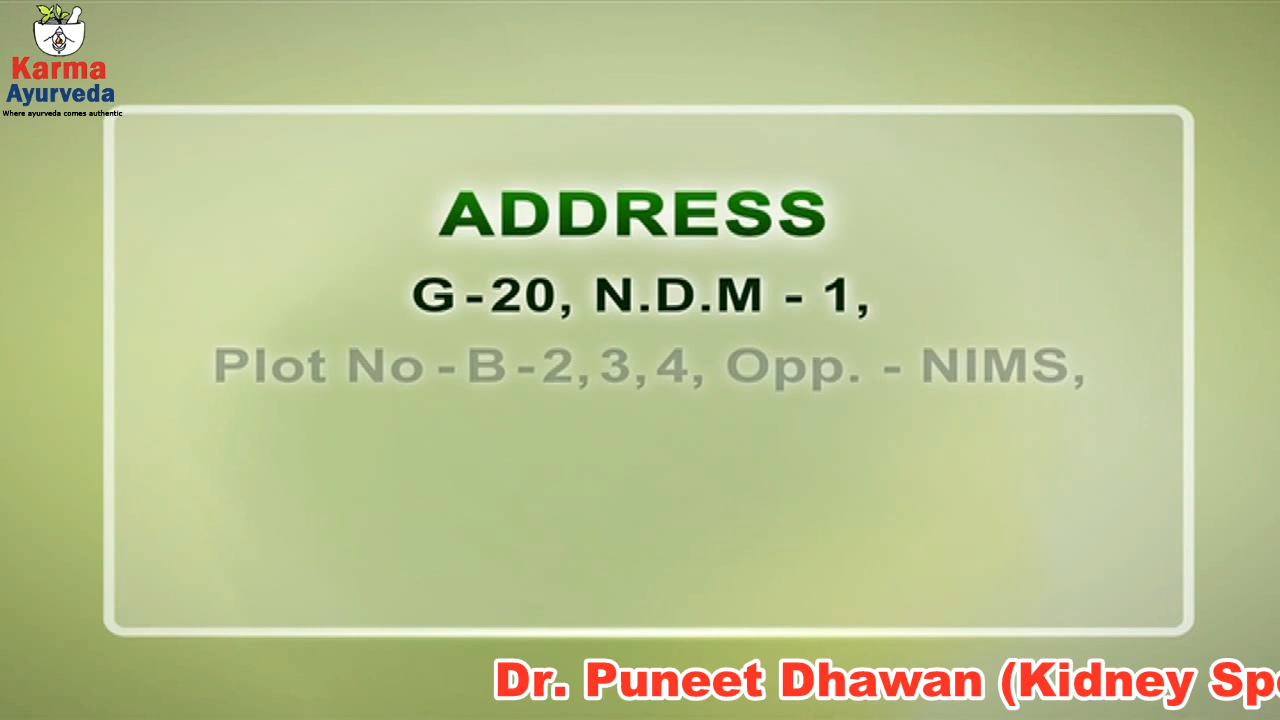 Karma
Ayurveda
Where ayurveda comes authentic
ADDRESS
G-20, N.D.M - 1,
Plot No-B-2,3,4, Opp. - NIMS,
Dr. Puneet Dhawan (Kidney